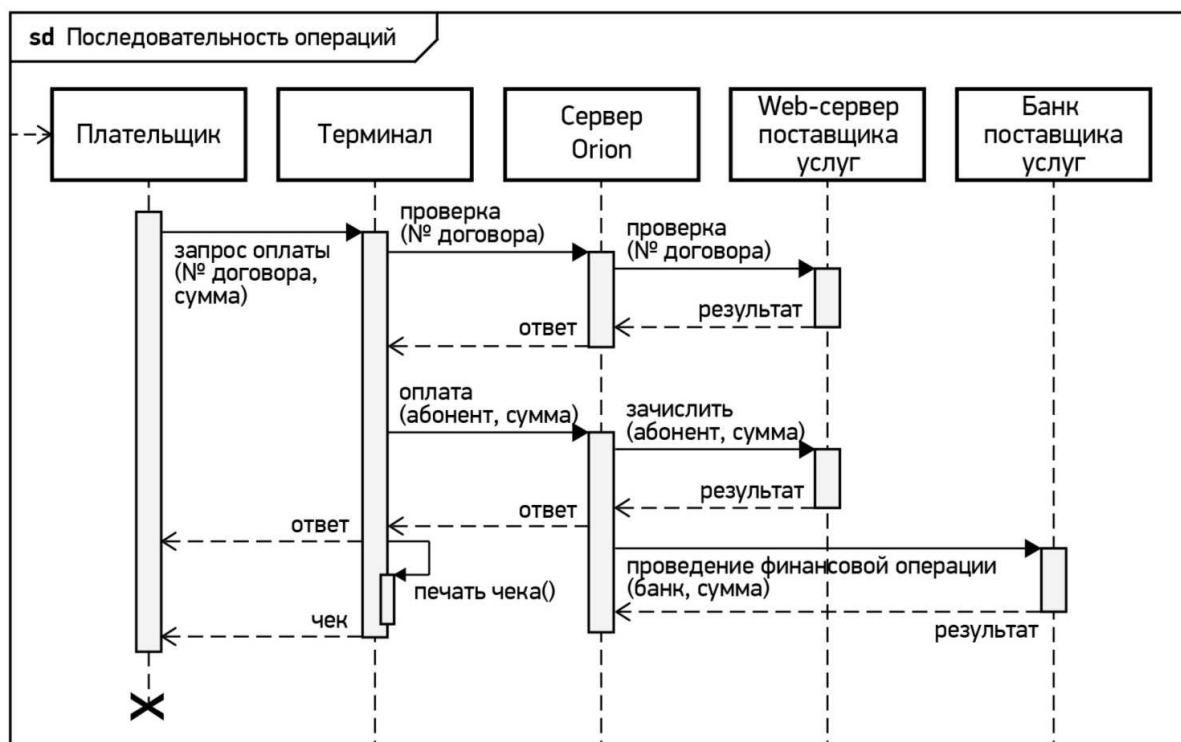 sd Последовательность операций
Плательщик
Терминал
Сервер
Orion
Web-сервер
поставщика
услуг
Банк
поставщика
услуг
запрос оплаты
(№ договора,
сумма)
проверка
(№ договора)
проверка
(№ договора)
результат
ответ
оплата
(абонент, сумма)
зачислить
(абонент, сумма)
результат
ответ
ответ
печать чека()
проведение финансовой операции
(банк, сумма)
результат
чек